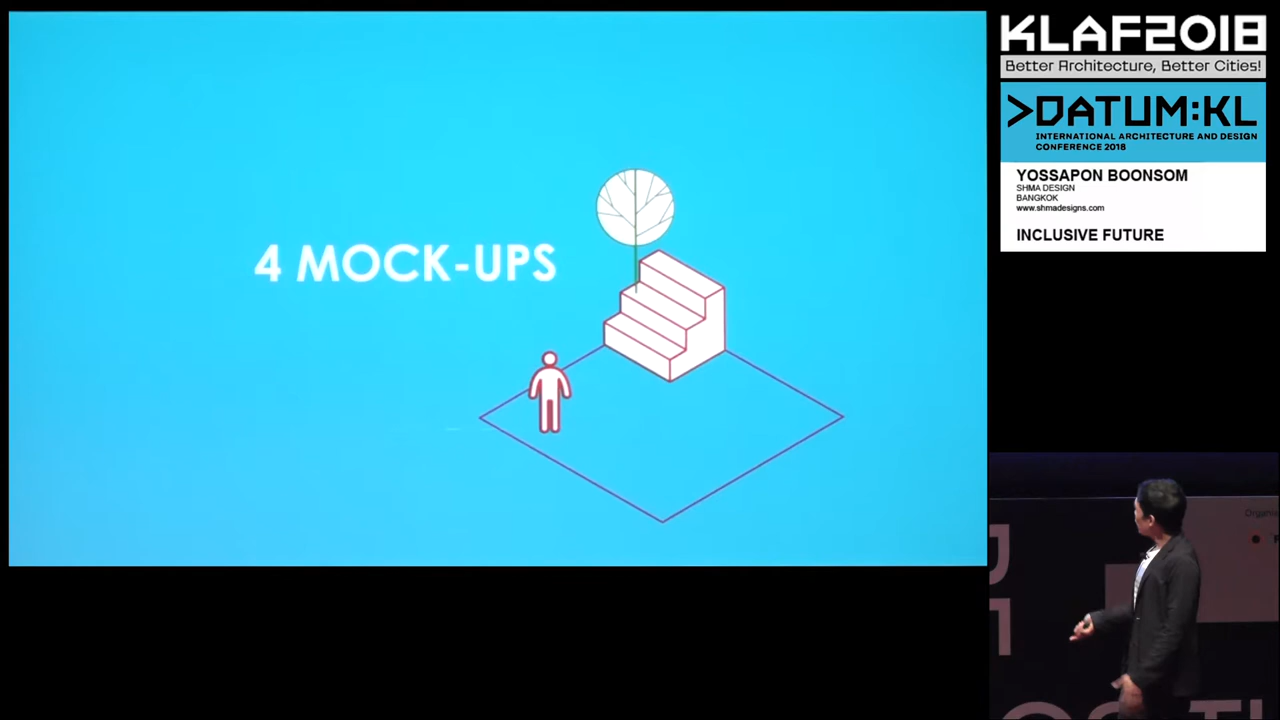 4 MOCK-UPS
KLAF2018
Better Architecture, Better Cities!
>DATUM:KL
INTERNATIONAL ARCHITECTURE AND DESIGN
CONFERENCE 2018
YOSSAPON BOONSOM
SHMA DESIGN
BANGKOK
www.shmadesigns.com
INCLUSIVE FUTURE